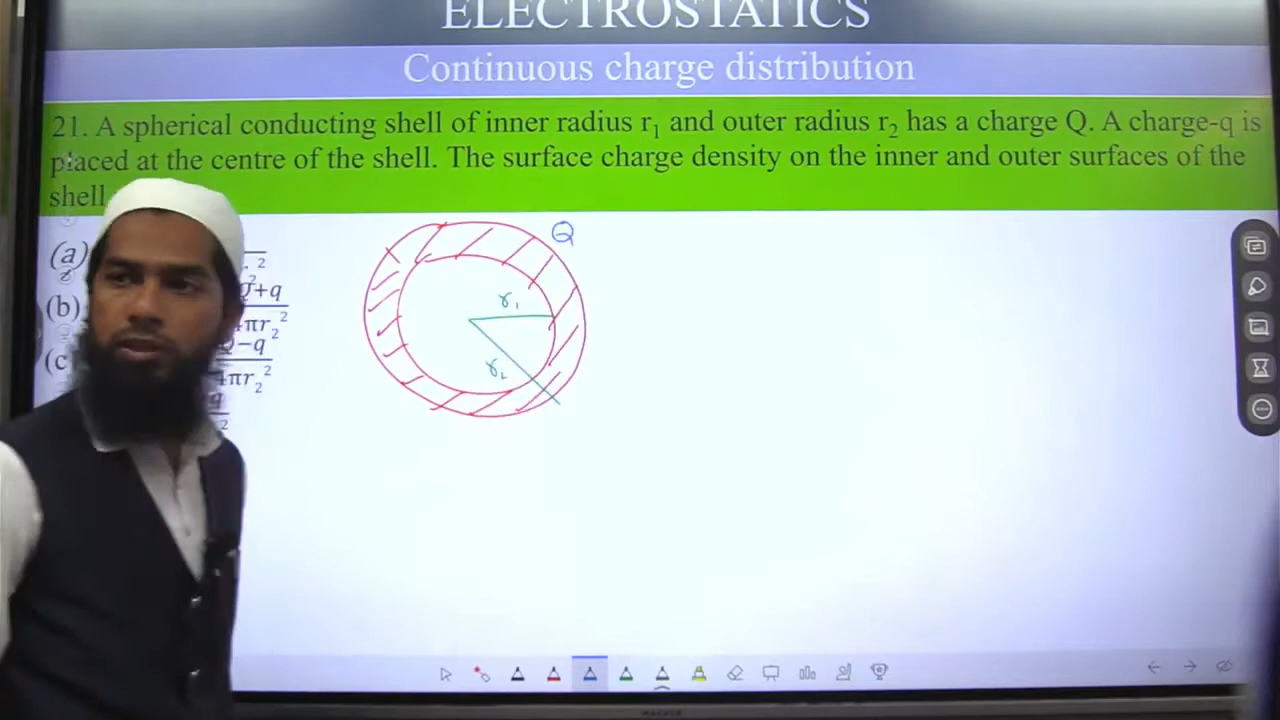 ELECTROSTATICS
Continuous charge distribution
21. A spherical conducting shell of inner radius r₁ and outer radius r₂ has a charge Q. A charge-q is
placed at the centre of the shell. The surface charge density on the inner and outer surfaces of the
shell
Q
(a)
(b) Q+q
4πr₂²
(c Q−q
4πr₂²
q
r₁
r₂